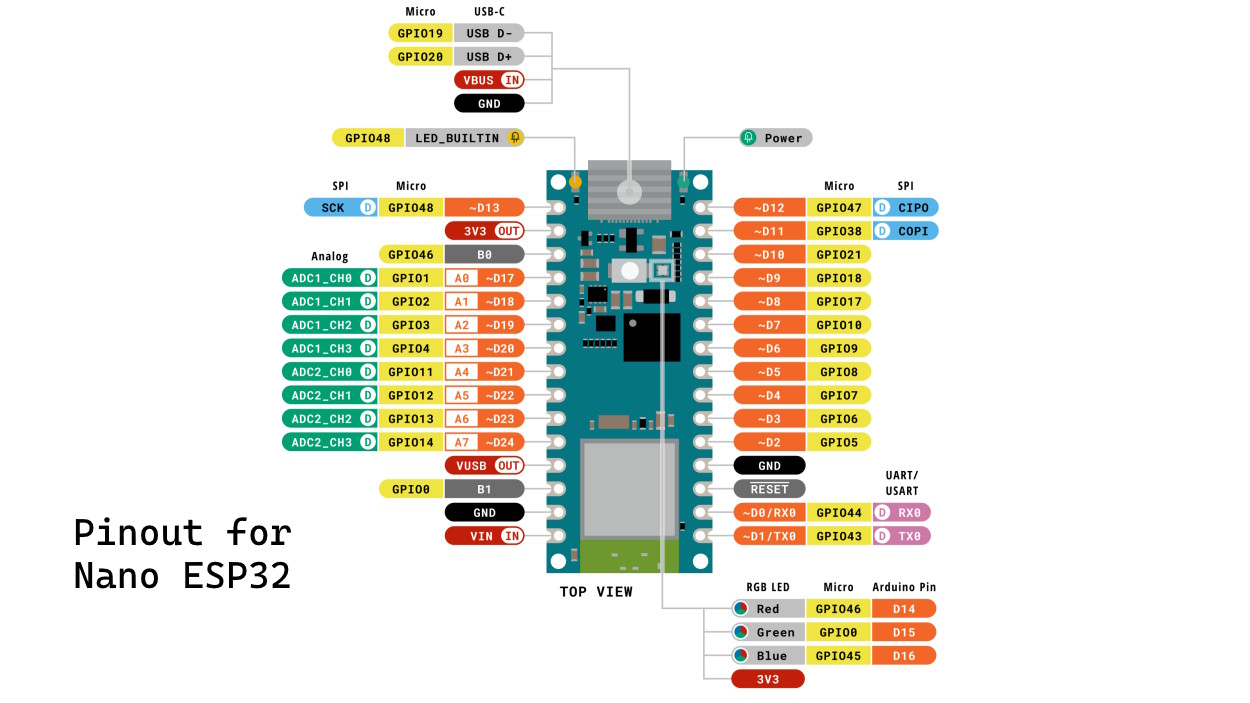 Micro USB-C
GPIO19 USB D-
GPIO20 USB D+
VBUS IN
GND
GPIO48 LED_BUILTIN
Power
SPI Micro
SCK D GPIO48 ~D13
3V3 OUT
GPIO46 B0
Analog
ADC1_CH0 D GPIO1 A0 ~D17
ADC1_CH1 D GPIO2 A1 ~D18
ADC1_CH2 D GPIO3 A2 ~D19
ADC1_CH3 D GPIO4 A3 ~D20
ADC2_CH0 D GPIO11 A4 ~D21
ADC2_CH1 D GPIO12 A5 ~D22
ADC2_CH2 D GPIO13 A6 ~D23
ADC2_CH3 D GPIO14 A7 ~D24
VUSB OUT
GPIO0 B1
GND
VIN IN
Micro SPI
~D12 GPIO47 D CIPO
~D11 GPIO38 D COPI
~D10 GPIO21
~D9 GPIO18
~D8 GPIO17
~D7 GPIO10
~D6 GPIO9
~D5 GPIO8
~D4 GPIO7
~D3 GPIO6
~D2 GPIO5
GND
RESET
UART/
USART
~D0/RX0 GPIO44 D RX0
~D1/TX0 GPIO43 D TX0
Pinout for
Nano ESP32
TOP VIEW
RGB LED Micro Arduino Pin
Red GPIO46 D14
Green GPIO0 D15
Blue GPIO45 D16
3V3